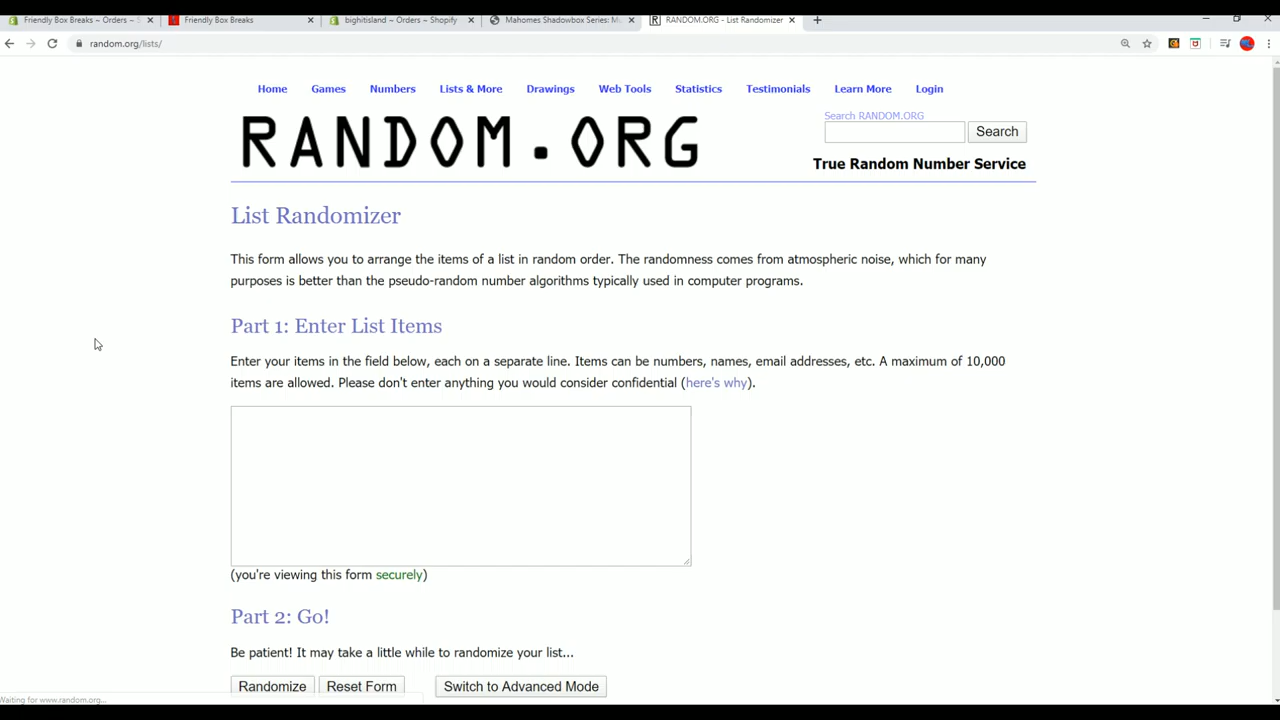 Friendly Box Breaks ~ Orders ~ S
Friendly Box Breaks
bighitisland ~ Orders ~ Shopify
Mahomes Shadowbox Series: Mu
RANDOM.ORG - List Randomizer
random.org/lists/
Home Games Numbers Lists & More Drawings Web Tools Statistics Testimonials Learn More Login
RANDOM.ORG
Search RANDOM.ORG
Search
True Random Number Service
List Randomizer
This form allows you to arrange the items of a list in random order. The randomness comes from atmospheric noise, which for many
purposes is better than the pseudo-random number algorithms typically used in computer programs.
Part 1: Enter List Items
Enter your items in the field below, each on a separate line. Items can be numbers, names, email addresses, etc. A maximum of 10,000
items are allowed. Please don't enter anything you would consider confidential (here's why).
(you're viewing this form securely)
Part 2: Go!
Be patient! It may take a little while to randomize your list...
Randomize Reset Form Switch to Advanced Mode
Waiting for www.random.org...